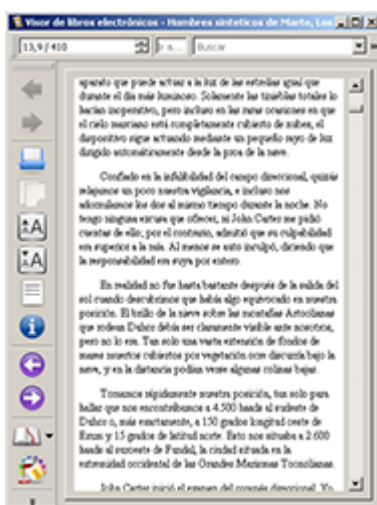 Visor de libros electrónicos - Hombres sinteticos de Marte, Los
13,9 / 410
Ir a...
Buscar
aparato que puede actuar a la luz de las estrellas igual que
durante el día más luminoso. Solamente las tinieblas totales lo
hacían inoperativo, pero incluso en las raras ocasiones en que
el cielo marciano está completamente cubierto de nubes, el
dispositivo sigue actuando mediante un pequeño rayo de luz
dirigido automáticamente desde la proa de la nave.
Confiado en la infalibilidad del campo direccional, quizás
relajamos un poco nuestra vigilancia, e incluso nos
adormilamos los dos al mismo tiempo durante la noche. No
tengo ninguna excusa que ofrecer, ni John Carter me pidió
cuentas de ello, por el contrario, admitió que su culpabilidad
era superior a la mía. Al menos se auto inculpó, diciendo que
la responsabilidad era suya por entero.
En realidad no fue hasta bastante después de la salida del
sol cuando descubrimos que había algo equivocado en nuestra
posición. El brillo de la nieve sobre las montañas Artolianas
que rodean Duhor debía ser claramente visible ante nosotros,
pero no lo era. Tan solo una vasta extensión de fondos de
mares muertos cubiertos por vegetación ocre discurría bajo la
nave, y en la distancia podían verse algunas colinas bajas.
Tomamos rápidamente nuestra posición, tan solo para
hallar que nos encontrábamos a 4.500 haads al sudeste de
Duhor o, más exactamente, a 150 grados longitud oeste de
Exum y 15 grados de latitud norte. Esto nos situaba a 2.600
haads al suroeste de Fundal, la ciudad situada en la
extremidad occidental de las Grandes Marismas Toonolianas.
John Carter inició el examen del compás direccional. Yo